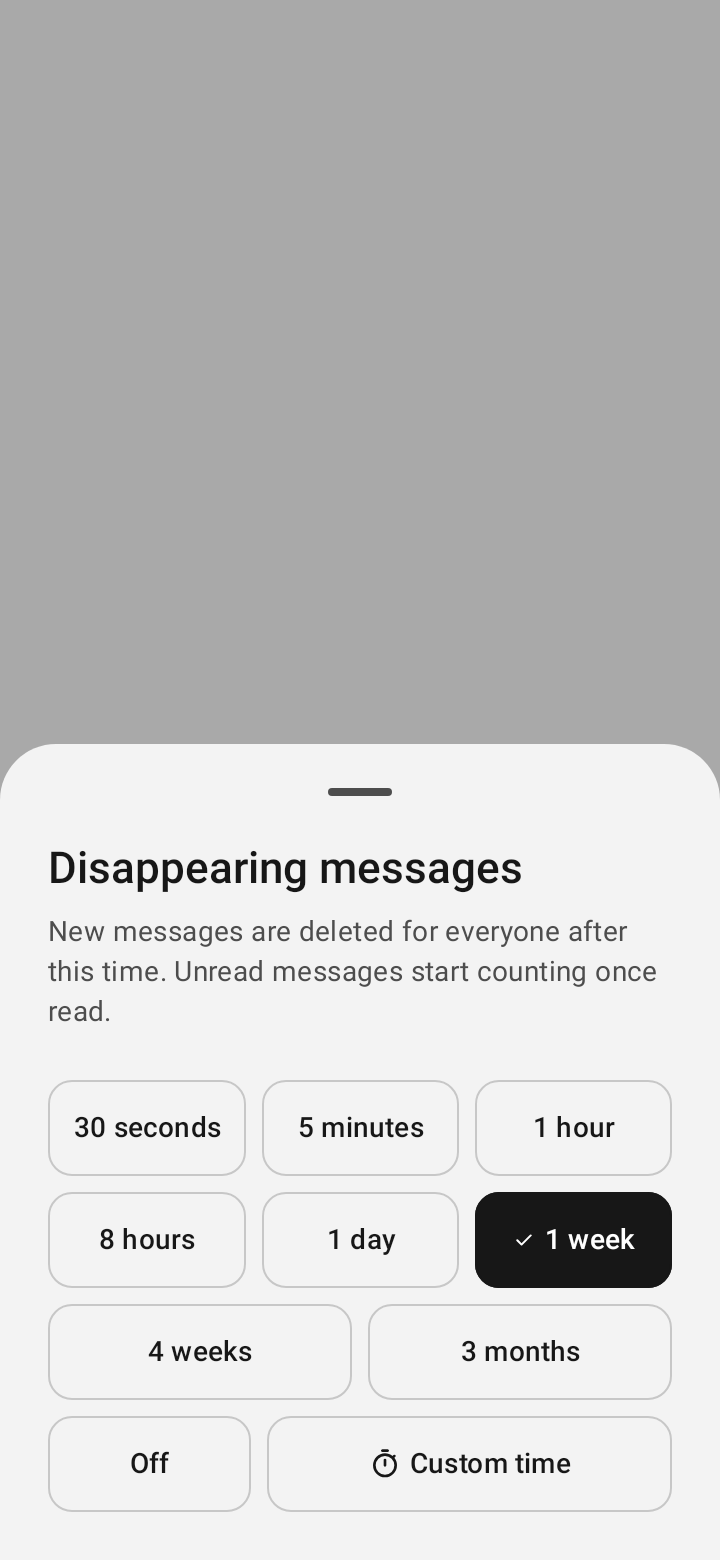 Disappearing messages
New messages are deleted for everyone after
this time. Unread messages start counting once
read.
30 seconds
5 minutes
1 hour
8 hours
1 day
1 week
4 weeks
3 months
Off
Custom time